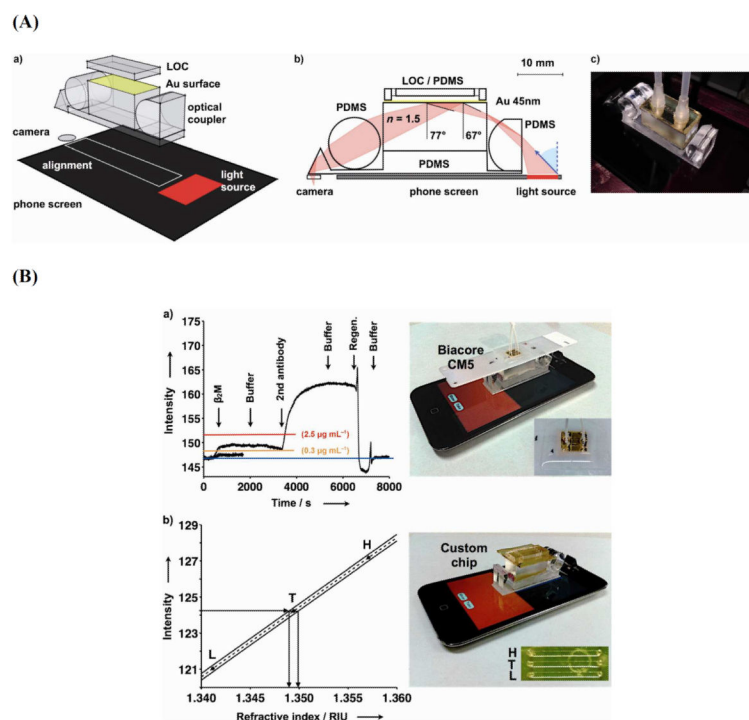 (A)
a)
LOC
Au surface
optical
coupler
camera
alignment
light
source
phone screen
b)
10 mm
LOC / PDMS
Au 45nm
PDMS
PDMS
n = 1.5
77°
67°
PDMS
camera
phone screen
light source
c)
(B)
a)
Intensity
175
170
165
160
155
150
145
β₂M
Buffer
2nd antibody
Buffer
Regen.
Buffer
(2.5 µg mL⁻¹)
(0.3 µg mL⁻¹)
0
2000
4000
6000
8000
Time / s
Biacore
CM5
b)
Intensity
129
127
125
123
121
H
T
L
1.340
1.345
1.350
1.355
1.360
Refractive index / RIU
Custom
chip
H
T
L